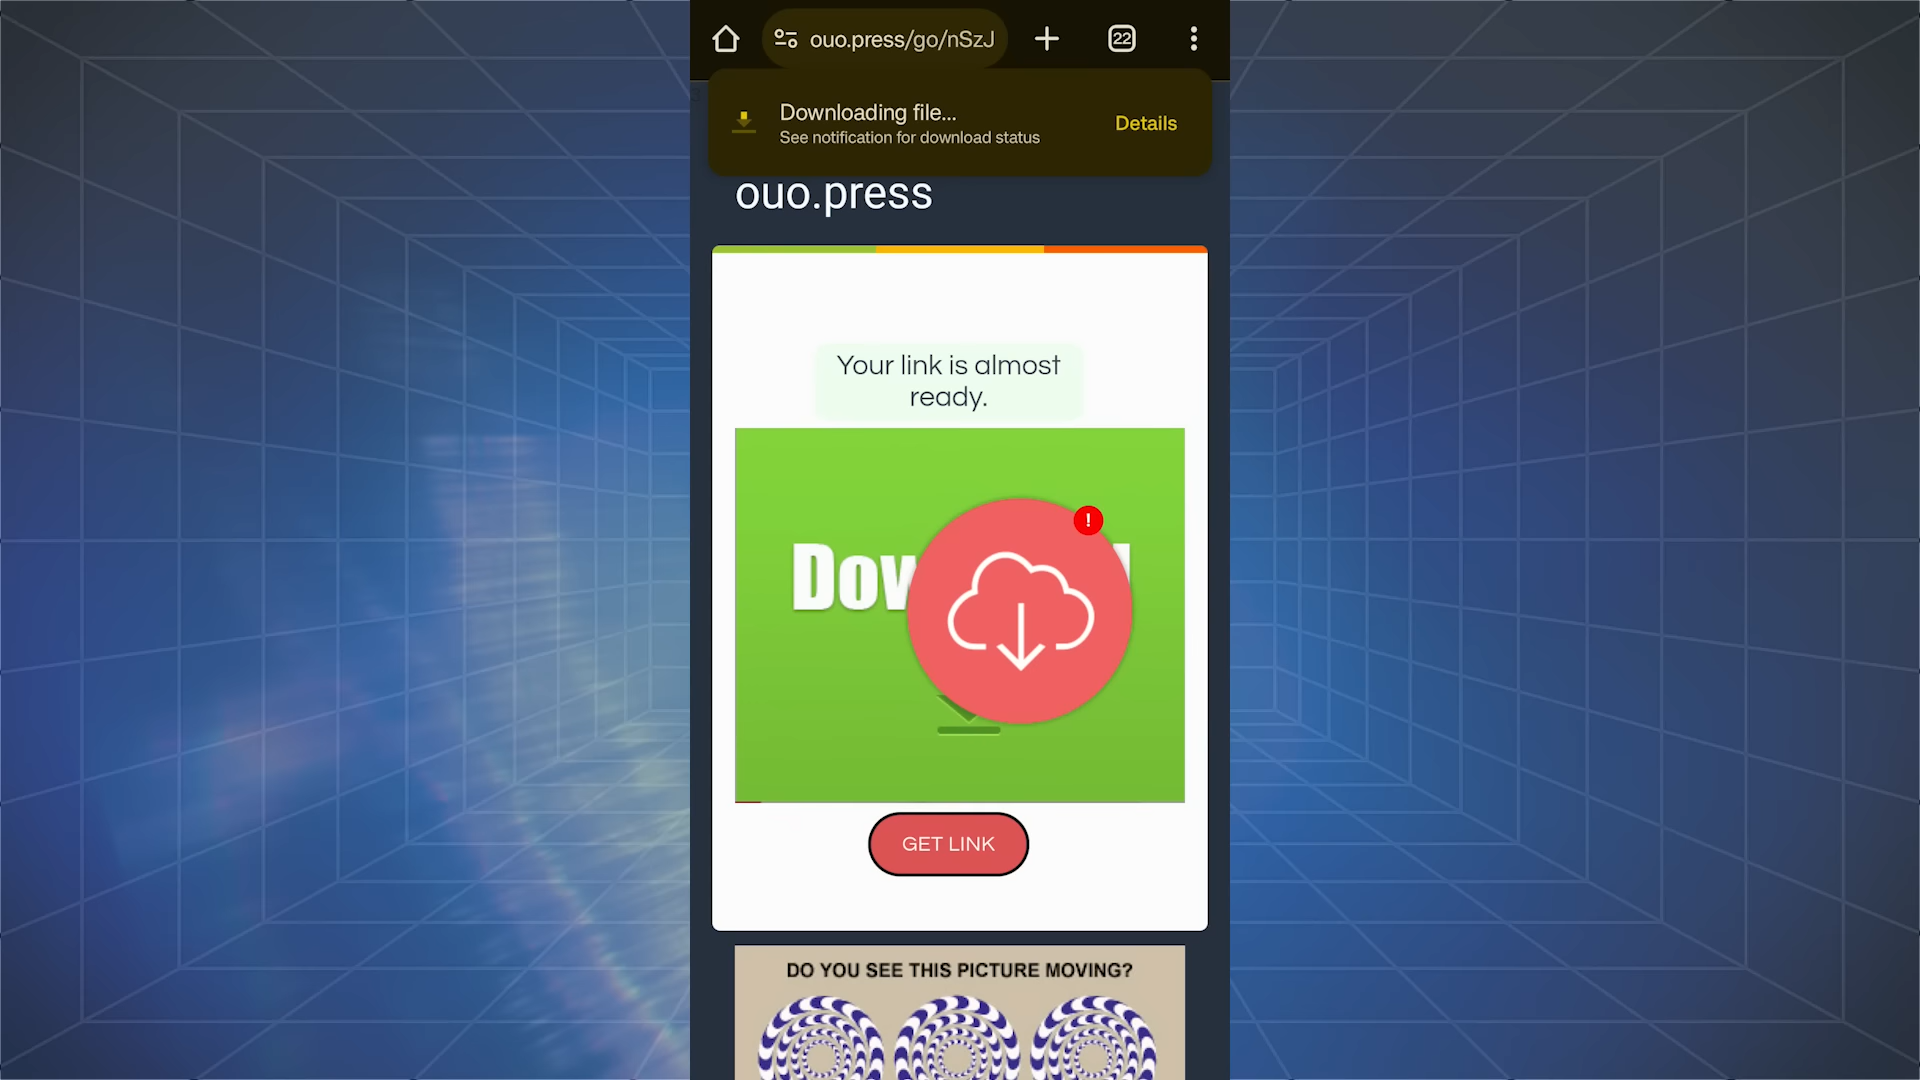 ouo.press/go/nSzJ
22
Downloading file...
See notification for download status
Details
ouo.press
Your link is almost
ready.
!
GET LINK
DO YOU SEE THIS PICTURE MOVING?